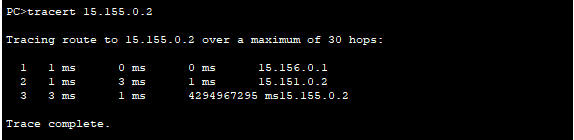 PC>tracert 15.155.0.2
Tracing route to 15.155.0.2 over a maximum of 30 hops:
1 1 ms 0 ms 0 ms 15.156.0.1
2 1 ms 3 ms 1 ms 15.151.0.2
3 3 ms 1 ms 4294967295 ms15.155.0.2
Trace complete.